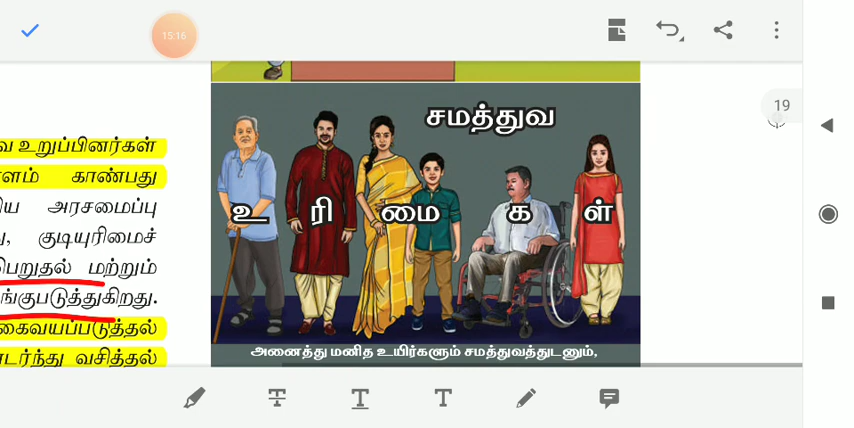 15:16
19
வ உறுப்பினர்கள்
ளம் காண்பது
ிய அரசமைப்பு
து, குடியுரிமைச்
பெறுதல் மற்றும்
ங்குபடுத்துகிறது.
கைவயப்படுத்தல்
டர்ந்து வசித்தல்
சமத்துவ
உ ரி மை க ள்
அனைத்து மனித உயிர்களும் சமத்துவத்துடனும்,
T T T